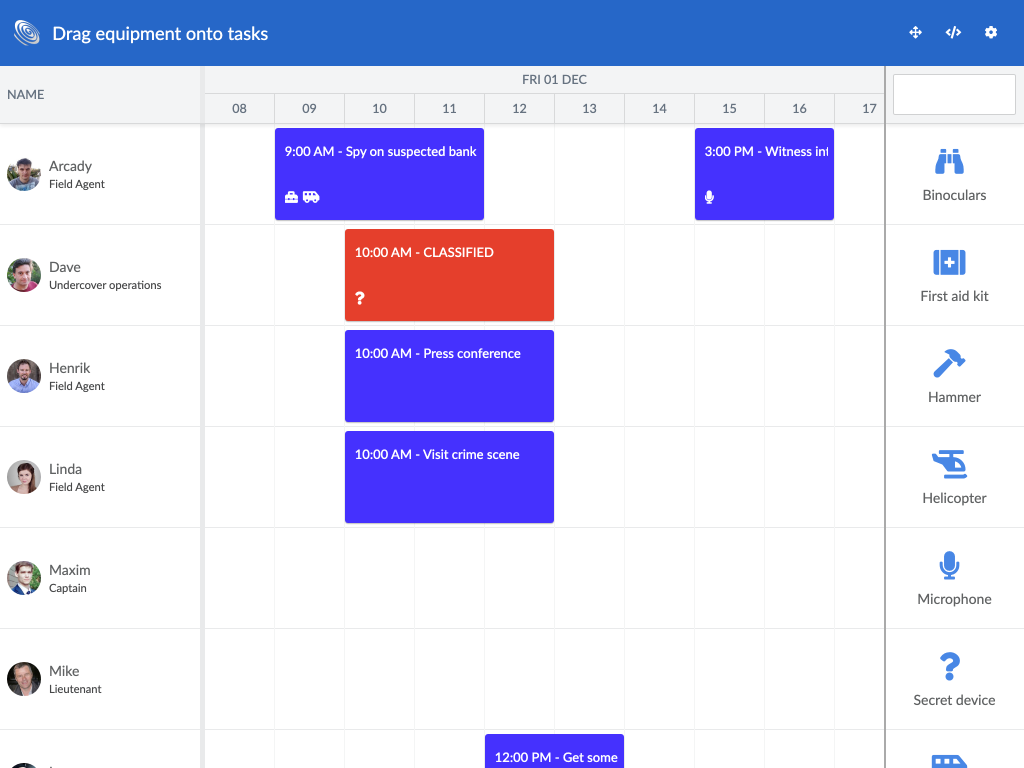 Drag equipment onto tasks
NAME
FRI 01 DEC
08 09 10 11 12 13 14 15 16 17
Arcady
Field Agent
9:00 AM - Spy on suspected bank
3:00 PM - Witness int
Binoculars
Dave
Undercover operations
10:00 AM - CLASSIFIED
?
First aid kit
Henrik
Field Agent
10:00 AM - Press conference
Hammer
Linda
Field Agent
10:00 AM - Visit crime scene
Helicopter
Maxim
Captain
Microphone
Mike
Lieutenant
?
Secret device
12:00 PM - Get some